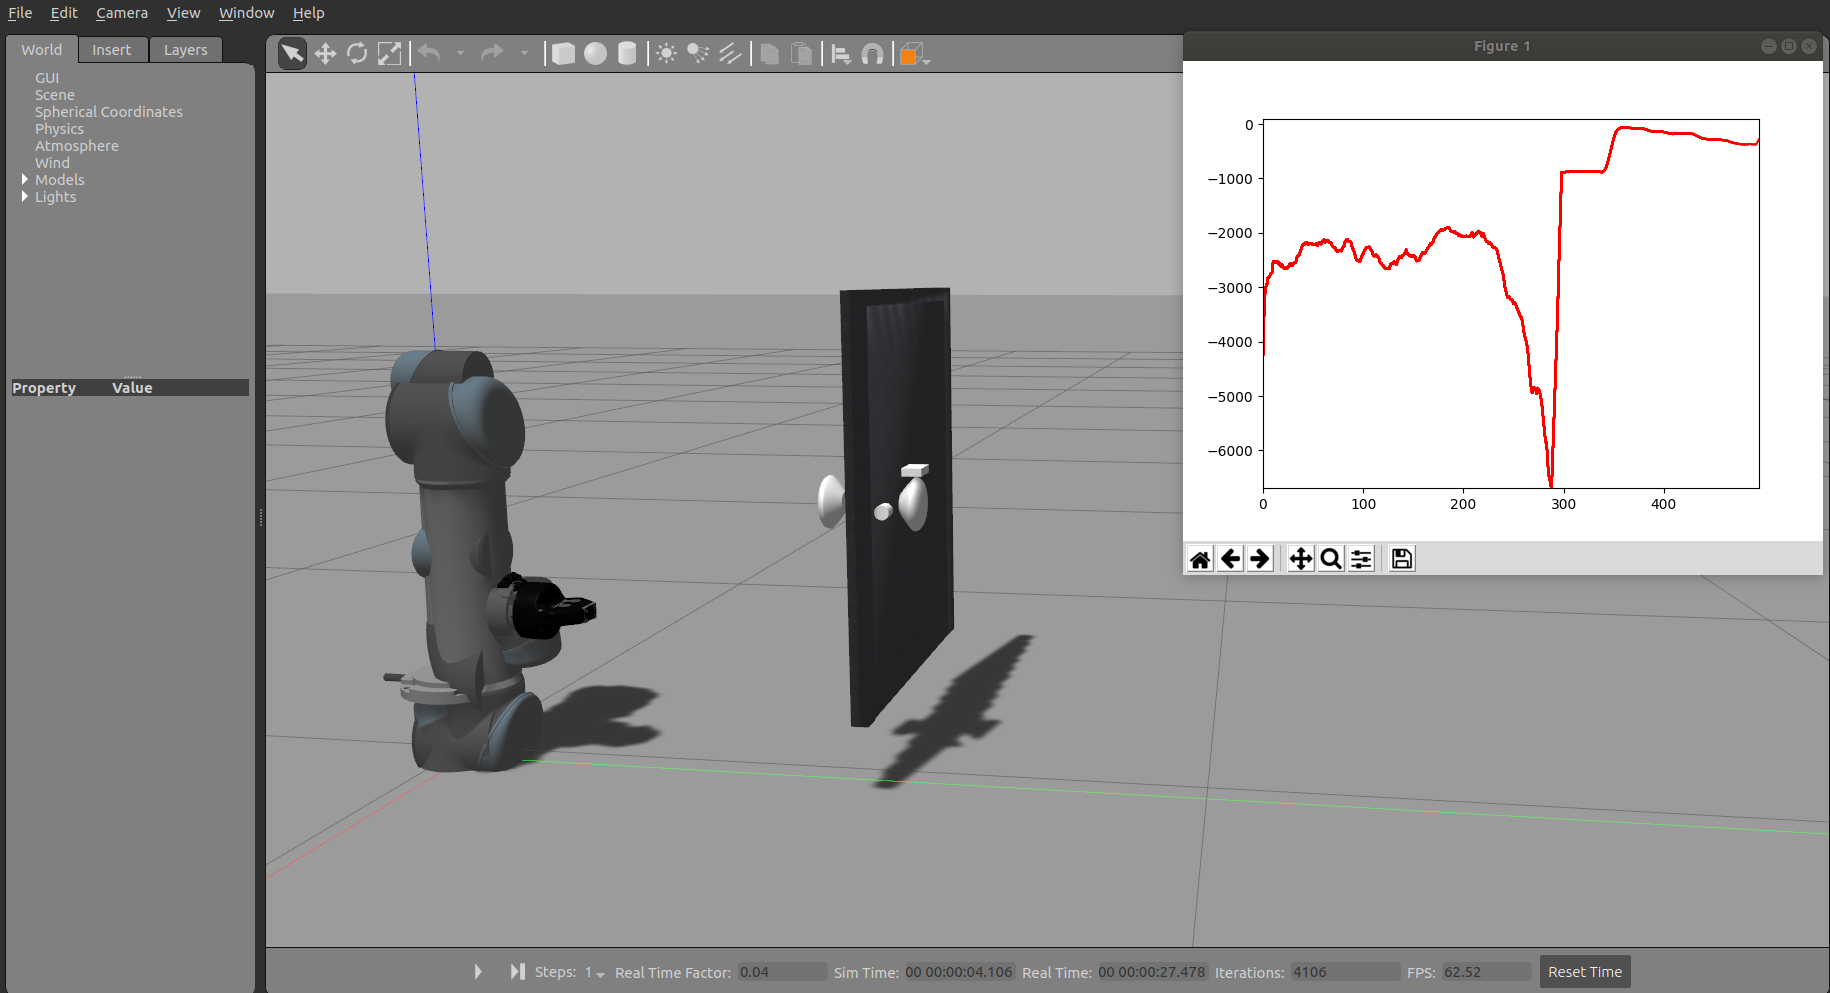 File Edit Camera View Window Help
World Insert Layers
GUI
Scene
Spherical Coordinates
Physics
Atmosphere
Wind
Models
Lights
Property Value
Figure 1
0
−1000
−2000
−3000
−4000
−5000
−6000
0 100 200 300 400
Steps: 1 Real Time Factor: 0.04 Sim Time: 00 00:00:04.106 Real Time: 00 00:00:27.478 Iterations: 4106 FPS: 62.52 Reset Time